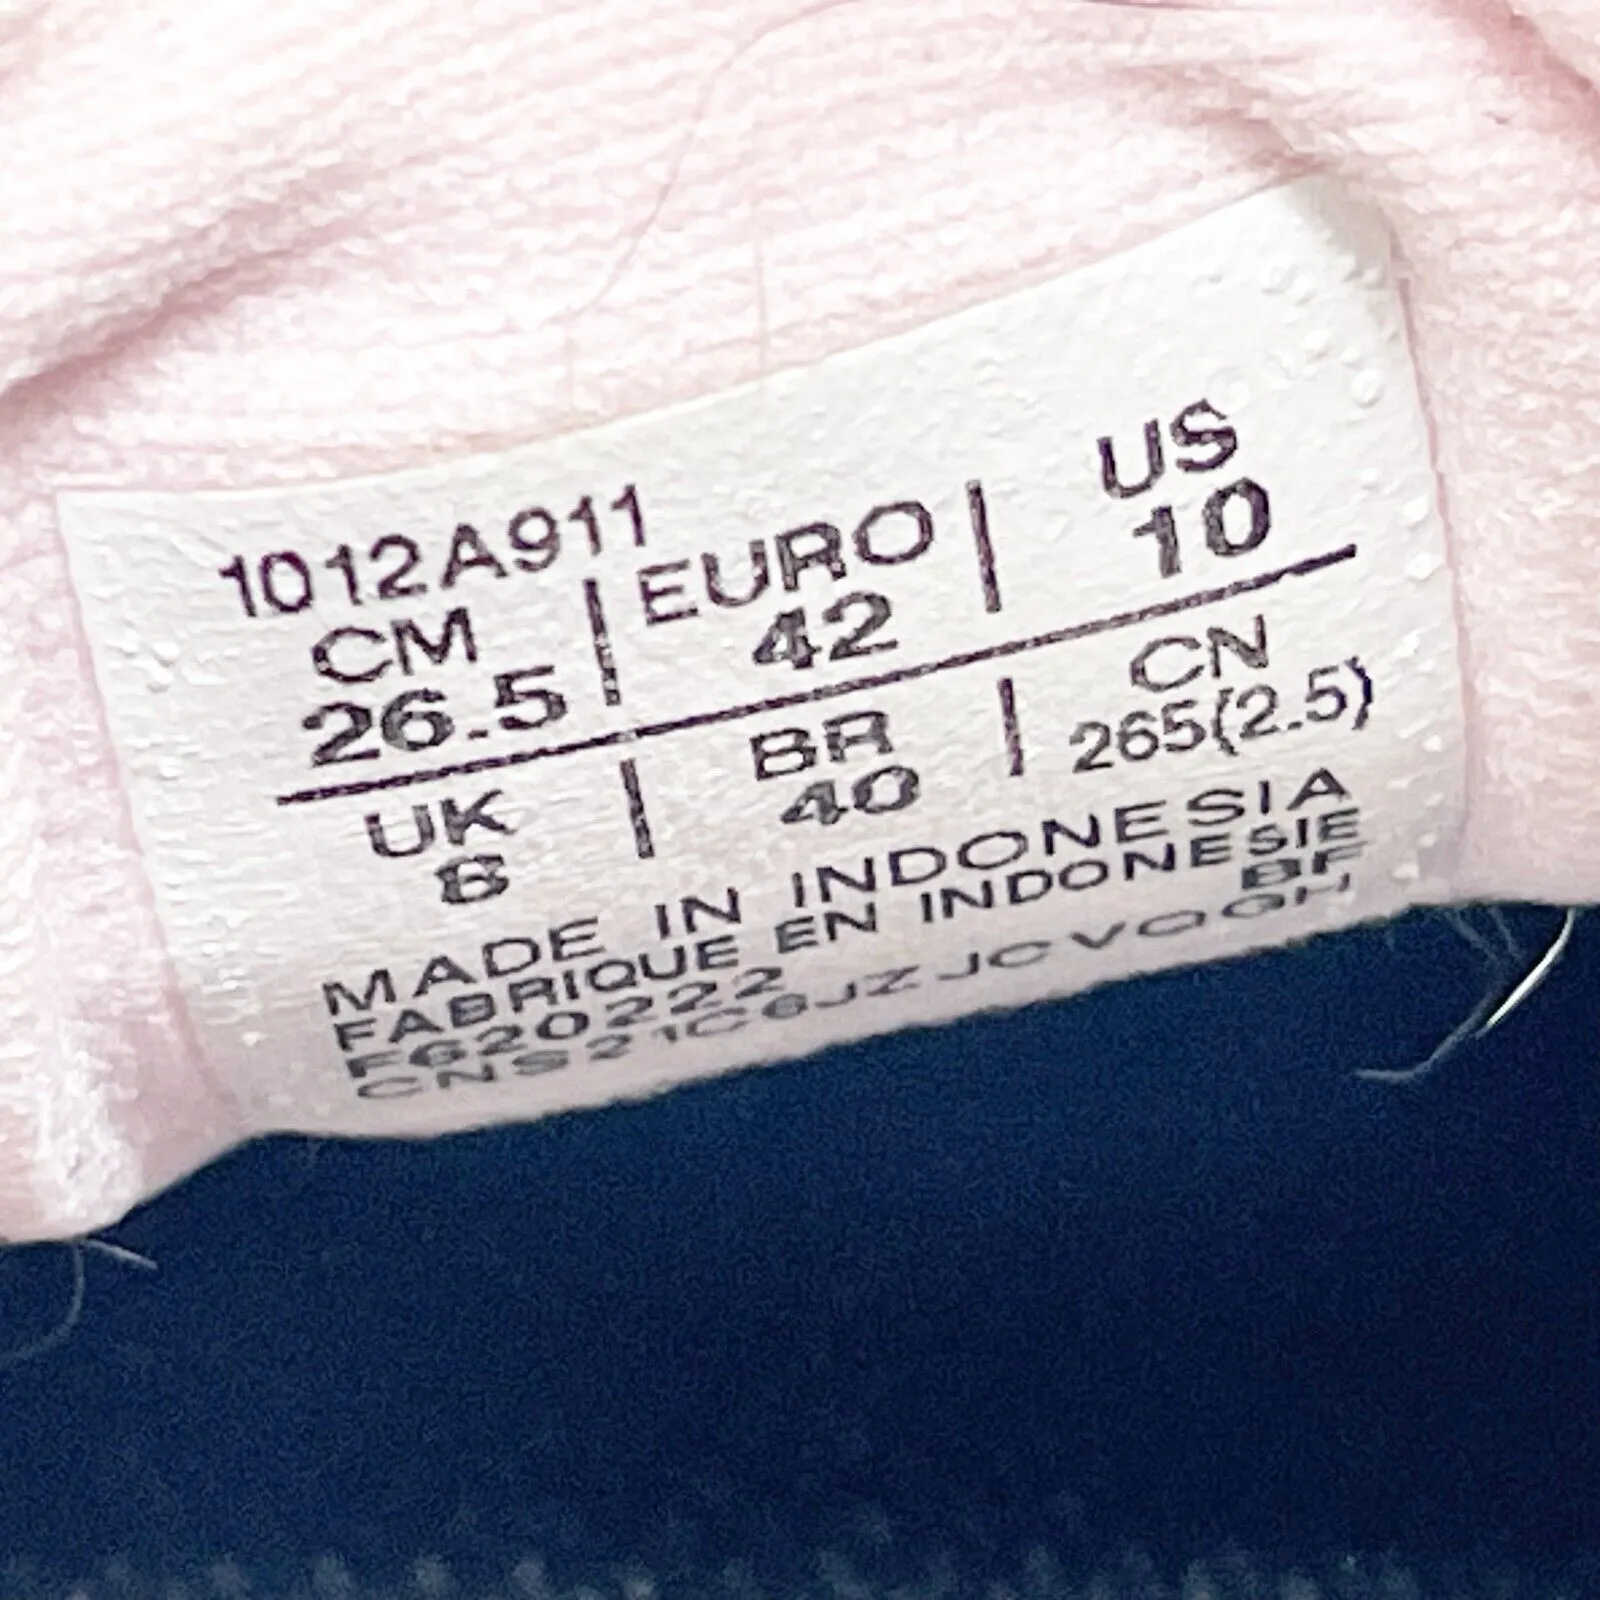 1012A911
CM | EURO | US
26.5 | 42 | 10
UK | BR | CN
8 | 40 | 265(2.5)
MADE IN INDONESIA
FABRIQUE EN INDONESIE
BF
F620222